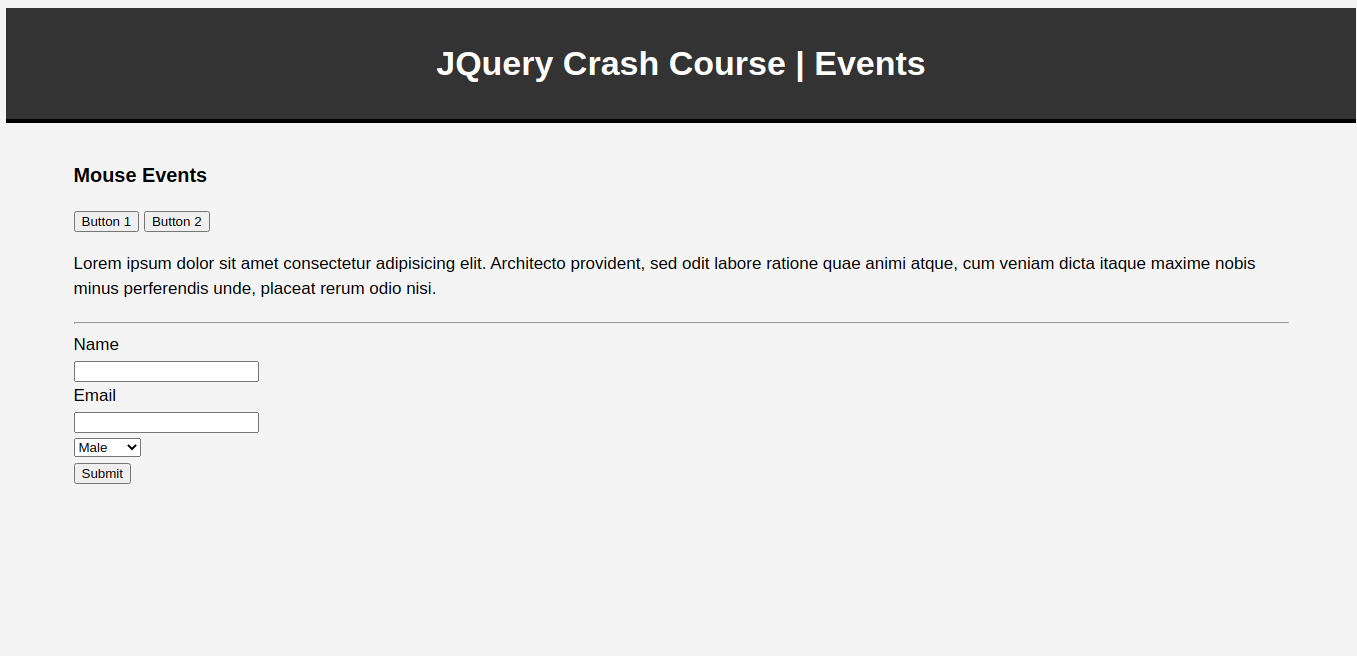 JQuery Crash Course | Events
Mouse Events
Button 1 Button 2
Lorem ipsum dolor sit amet consectetur adipisicing elit. Architecto provident, sed odit labore ratione quae animi atque, cum veniam dicta itaque maxime nobis
minus perferendis unde, placeat rerum odio nisi.
Name
Email
Male
Submit